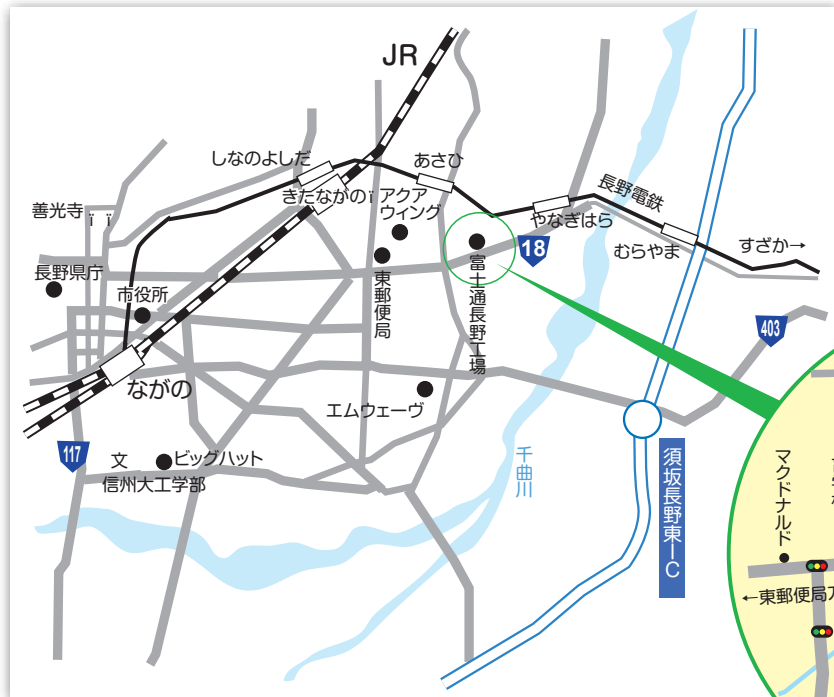 JR
しなのよしだ
あさひ
きたながの
アクア
ウィング
長野電鉄
善光寺
やなぎはら
むらやま
すざか→
18
長野県庁
市役所
東郵便局
富士通長野工場
403
ながの
エムウェーヴ
117
文
ビッグハット
信州大工学部
千曲川
須坂長野東IC
マクドナルド
←東郵便局